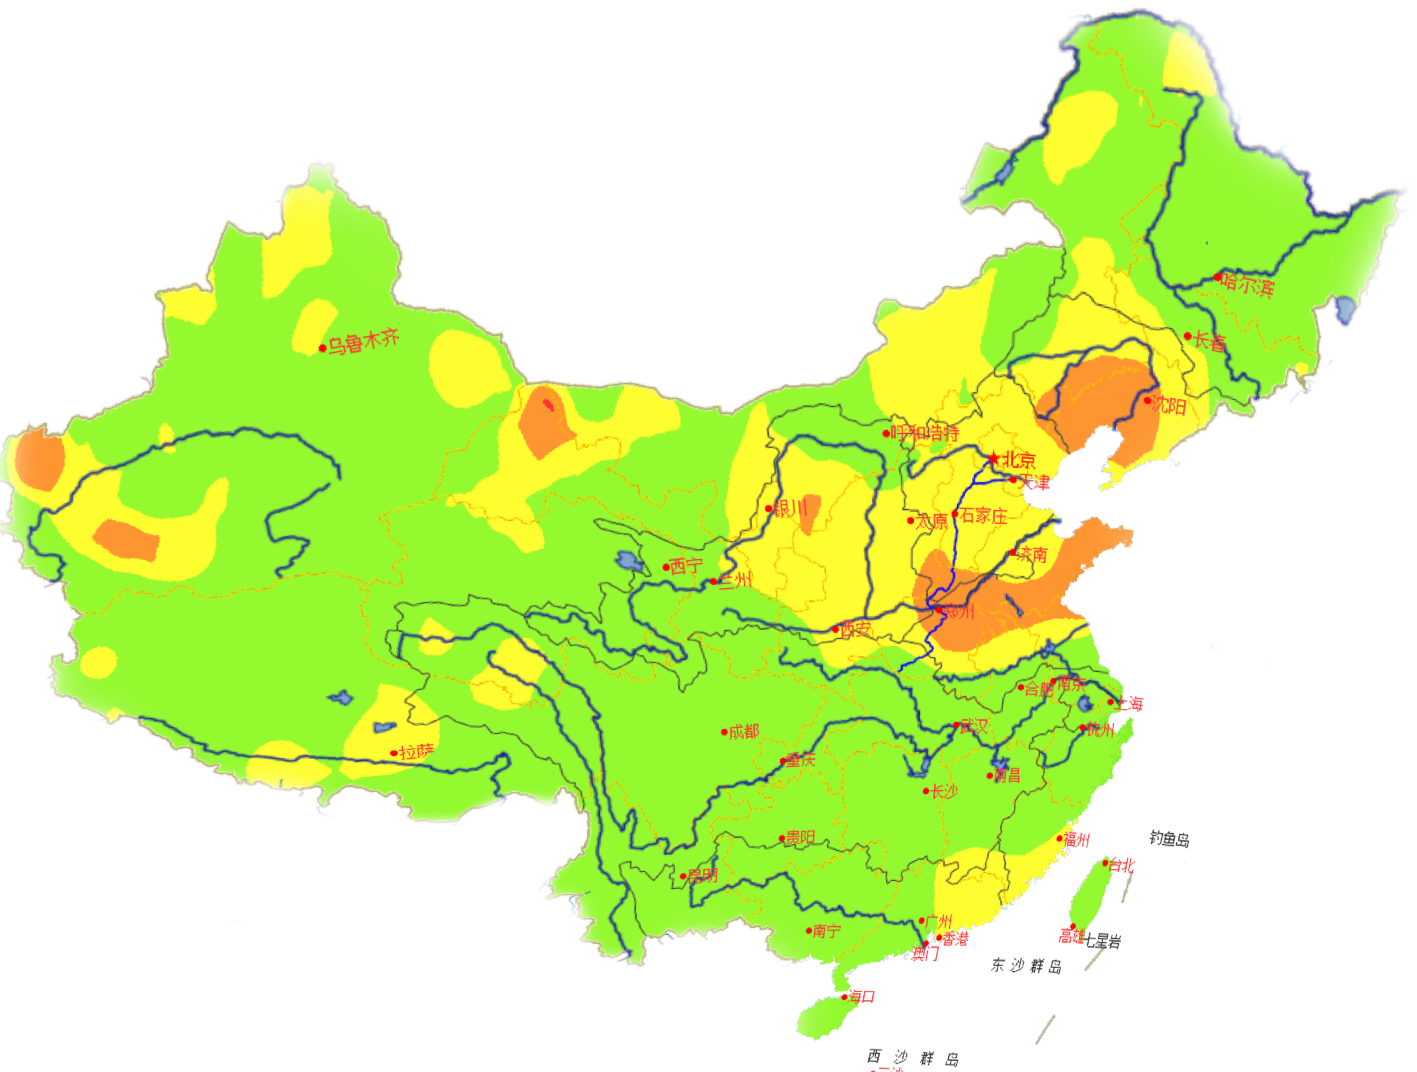 哈尔滨
长春
乌鲁木齐
沈阳
呼和浩特
北京
天津
银川
石家庄
太原
济南
西宁
兰州
郑州
西安
合肥
南京
上海
拉萨
成都
武汉
杭州
重庆
南昌
长沙
贵阳
福州
钓鱼岛
台北
昆明
广州
南宁
香港
高雄
七星岩
澳门
东沙群岛
海口
西沙群岛